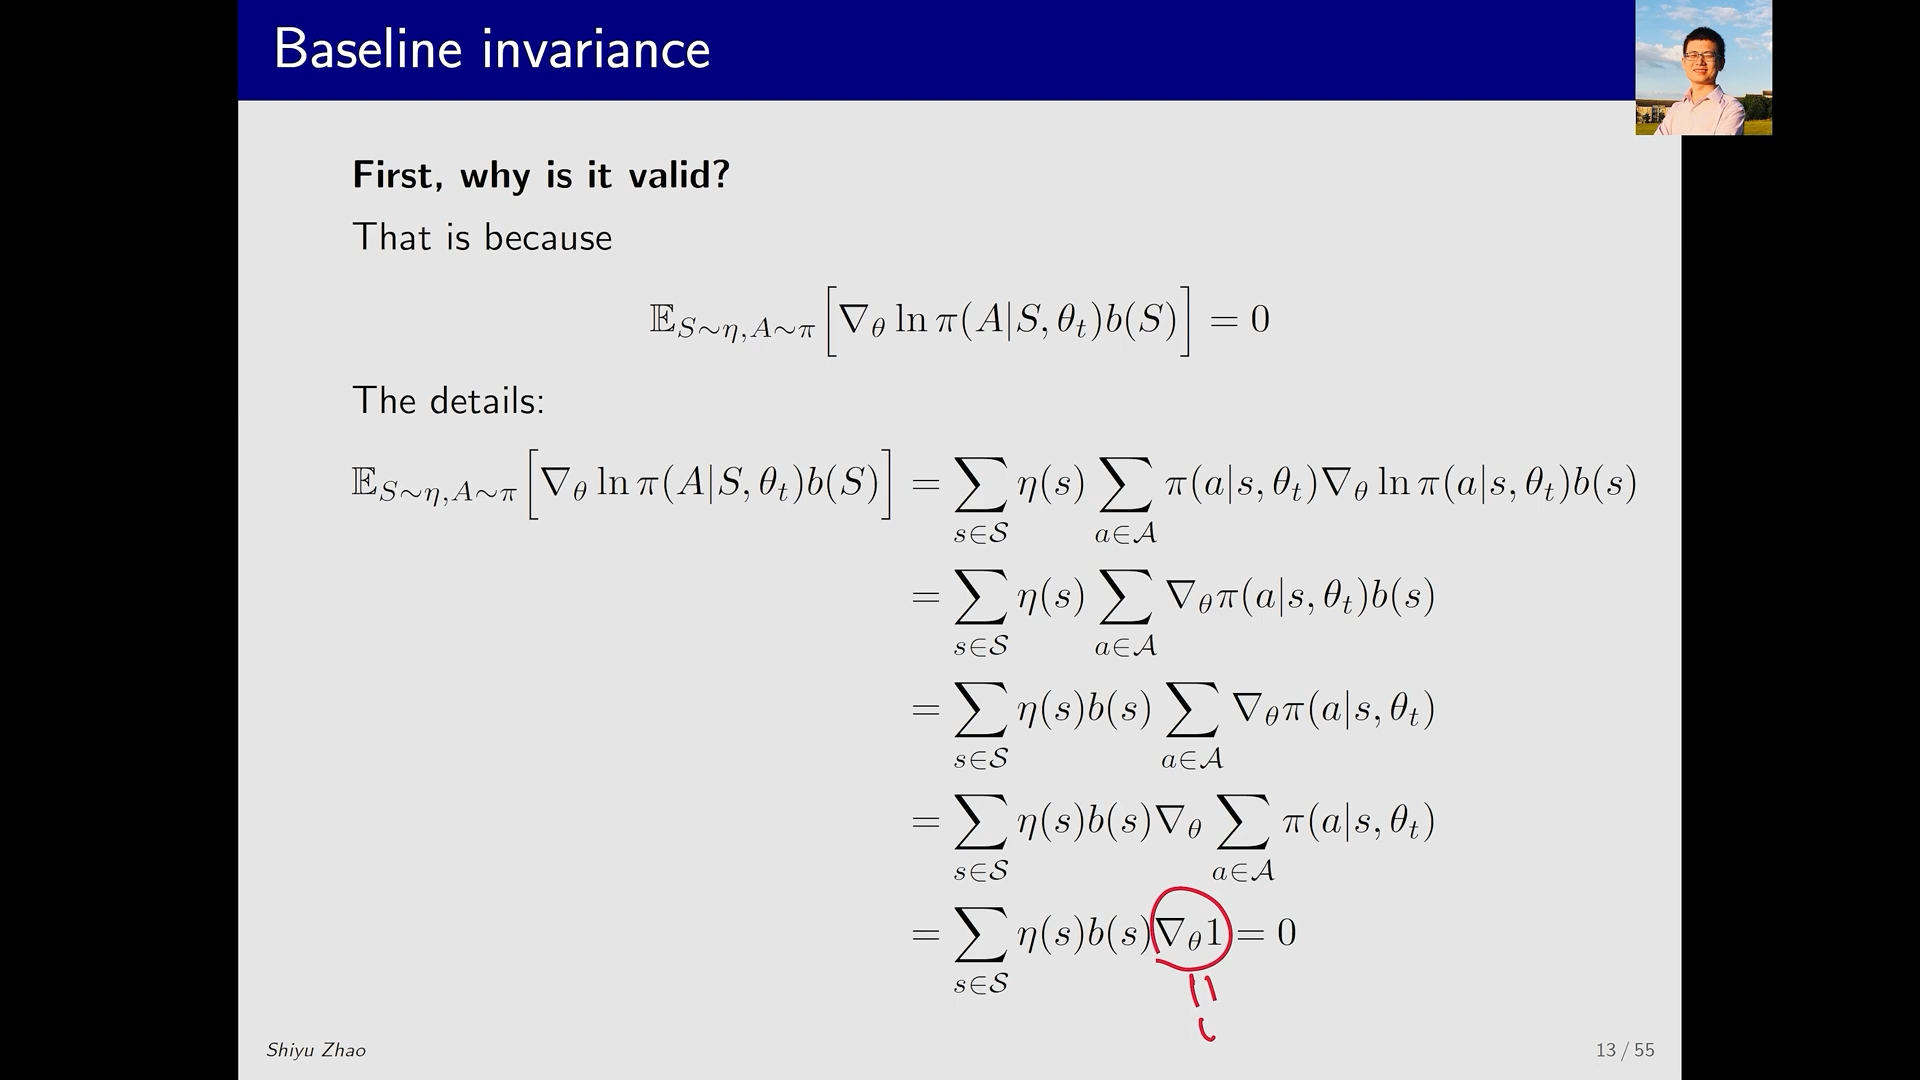 Baseline invariance
First, why is it valid?
That is because
𝔼_{S∼η,A∼π}[∇_θ ln π(A|S, θ_t)b(S)] = 0
The details:
𝔼_{S∼η,A∼π}[∇_θ ln π(A|S, θ_t)b(S)] = ∑_{s∈𝒮} η(s) ∑_{a∈𝒜} π(a|s, θ_t)∇_θ ln π(a|s, θ_t)b(s)
= ∑_{s∈𝒮} η(s) ∑_{a∈𝒜} ∇_θ π(a|s, θ_t)b(s)
= ∑_{s∈𝒮} η(s)b(s) ∑_{a∈𝒜} ∇_θ π(a|s, θ_t)
= ∑_{s∈𝒮} η(s)b(s)∇_θ ∑_{a∈𝒜} π(a|s, θ_t)
= ∑_{s∈𝒮} η(s)b(s)∇_θ 1 = 0
Shiyu Zhao
13 / 55